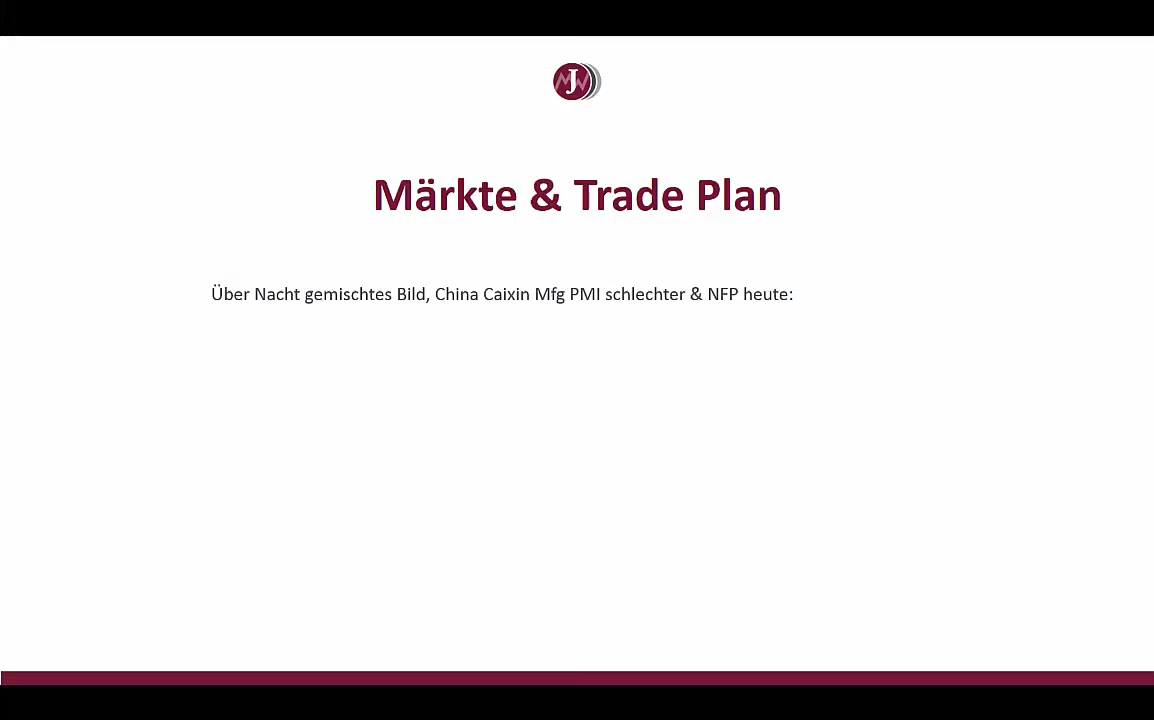 J
Märkte & Trade Plan
Über Nacht gemischtes Bild, China Caixin Mfg PMI schlechter & NFP heute: